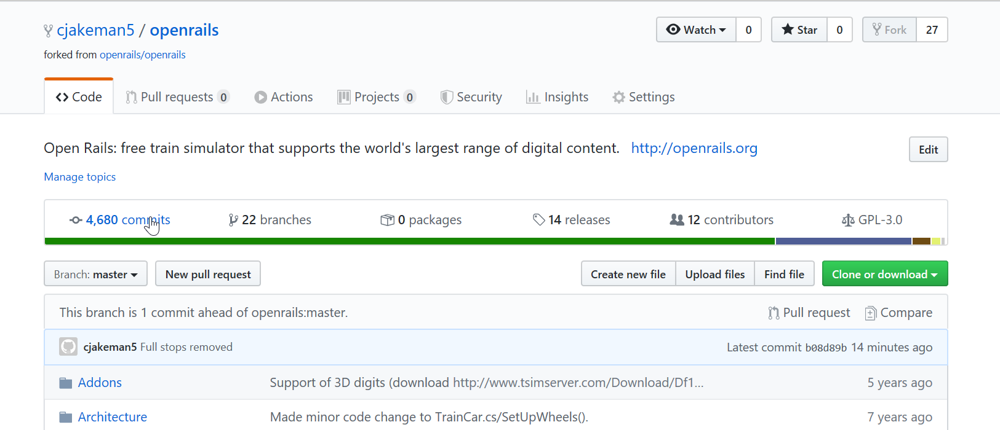 cjakeman5 / openrails Watch 0 Star 0 Fork 27
forked from openrails/openrails
Code Pull requests 0 Actions Projects 0 Security Insights Settings
Open Rails: free train simulator that supports the world's largest range of digital content. http://openrails.org Edit
Manage topics
4,680 commits 22 branches 0 packages 14 releases 12 contributors GPL-3.0
Branch: master New pull request Create new file Upload files Find file Clone or download
This branch is 1 commit ahead of openrails:master. Pull request Compare
cjakeman5 Full stops removed Latest commit b08d89b 14 minutes ago
Addons Support of 3D digits (download http://www.tsimserver.com/Download/Df1... 5 years ago
Architecture Made minor code change to TrainCar.cs/SetUpWheels(). 7 years ago